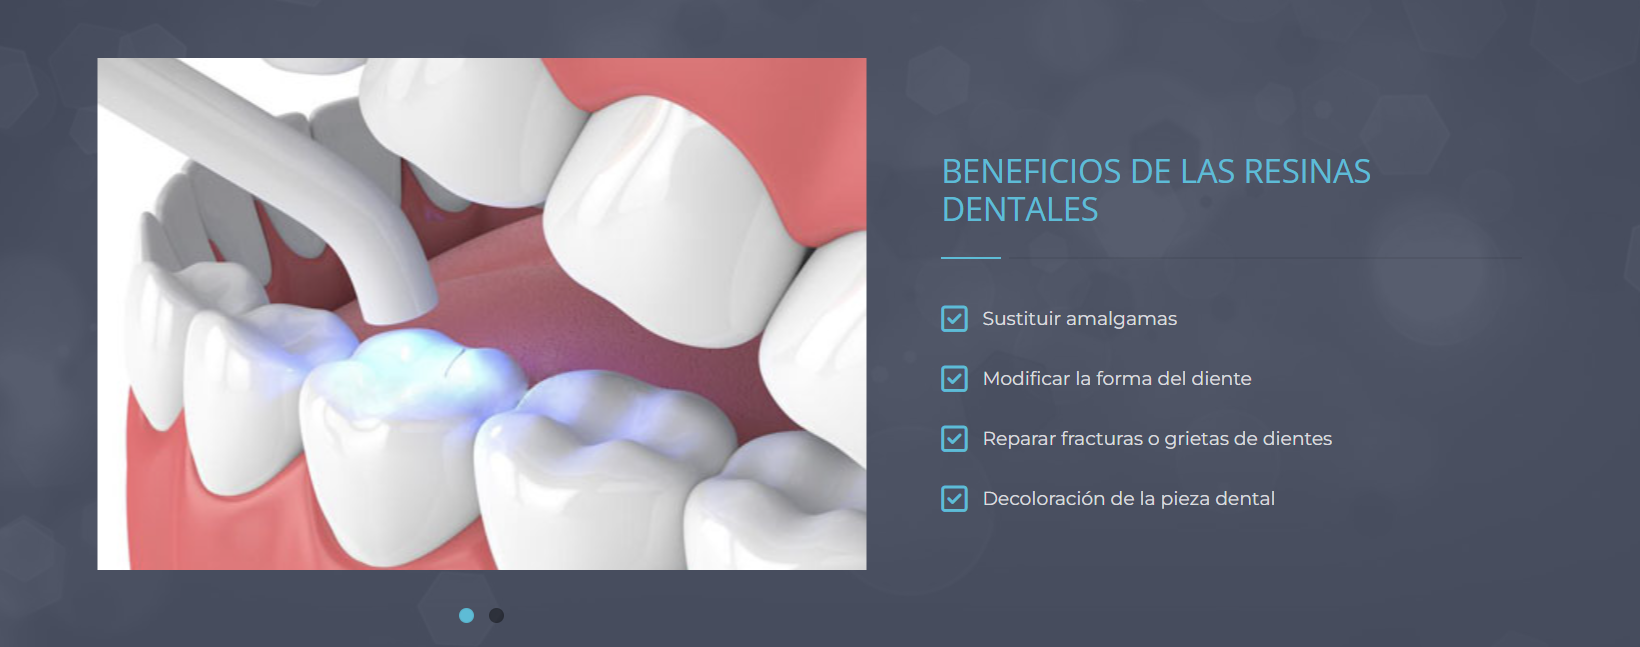 BENEFICIOS DE LAS RESINAS
DENTALES
Sustituir amalgamas
Modificar la forma del diente
Reparar fracturas o grietas de dientes
Decoloración de la pieza dental